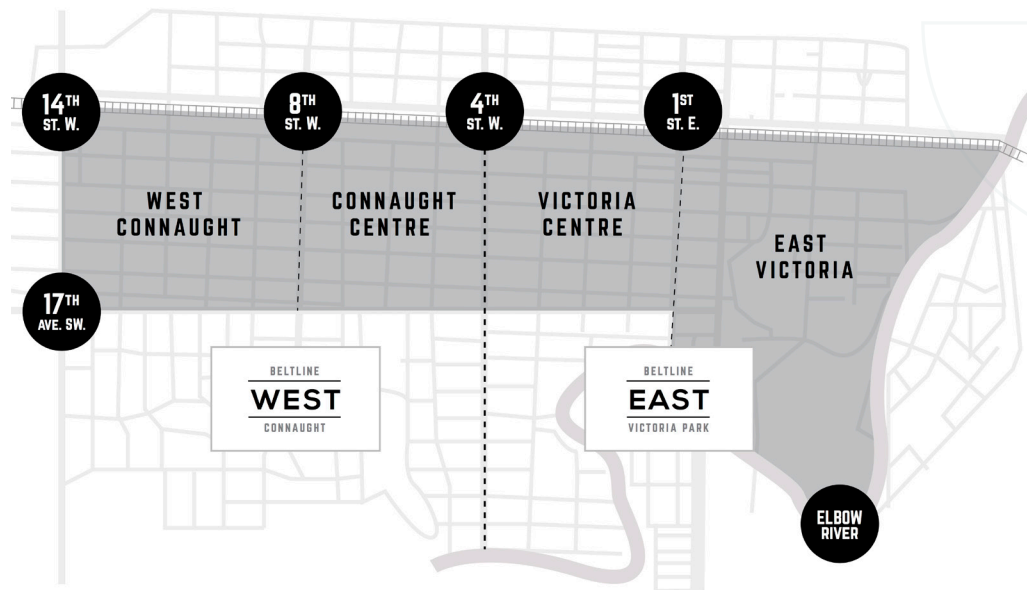 14TH
ST. W.
8TH
ST. W.
4TH
ST. W.
1ST
ST. E.
WEST
CONNAUGHT
CONNAUGHT
CENTRE
VICTORIA
CENTRE
EAST
VICTORIA
17TH
AVE. SW.
BELTLINE
WEST
CONNAUGHT
BELTLINE
EAST
VICTORIA PARK
ELBOW
RIVER